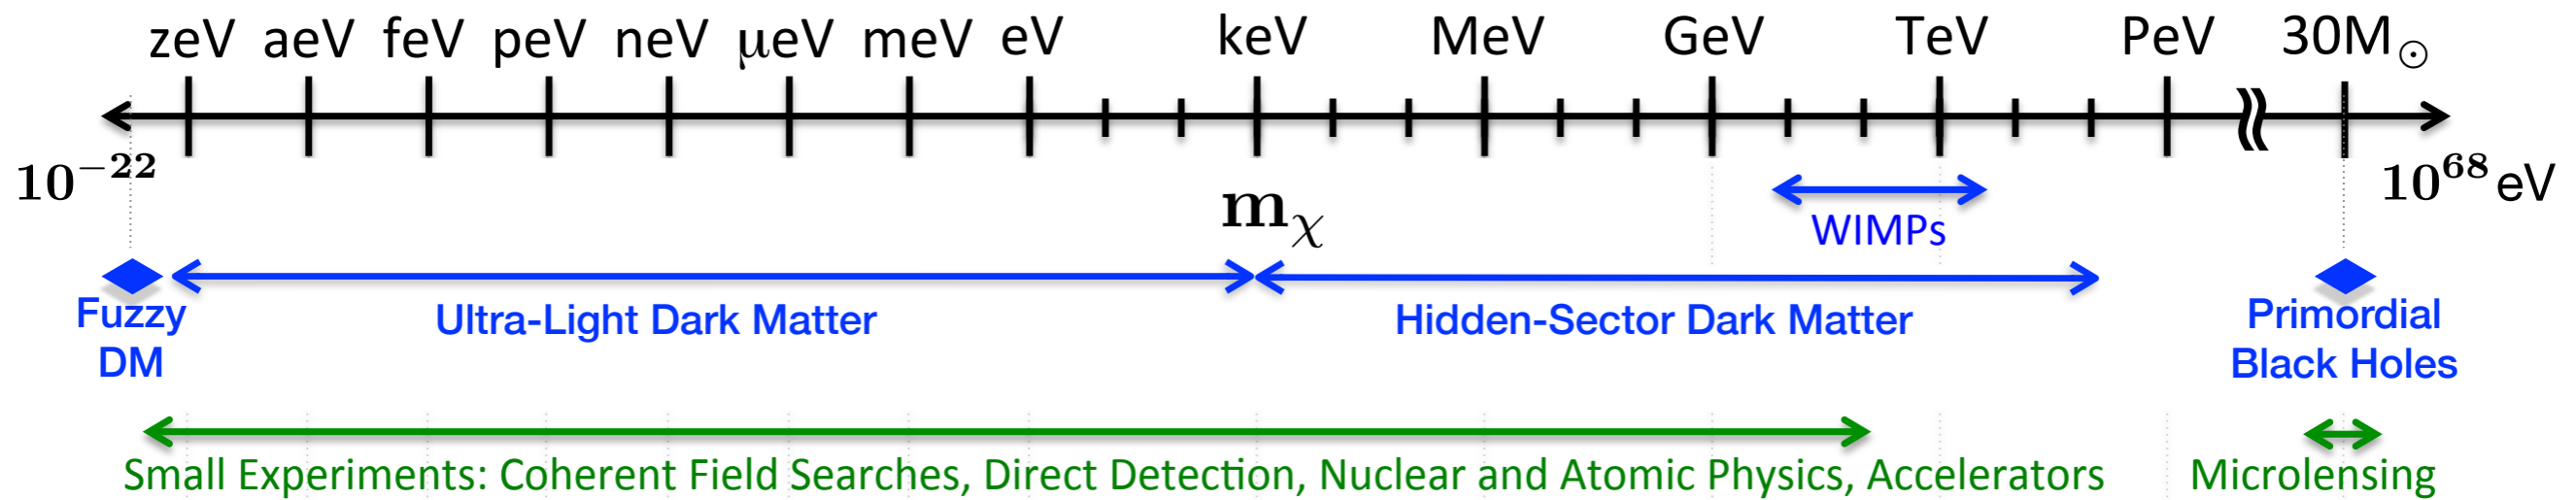 zeV aeV feV peV neV μeV meV eV keV MeV GeV TeV PeV 30M☉
10⁻²² 10⁶⁸ eV
mᵪ
WIMPs
Fuzzy
DM
Ultra-Light Dark Matter
Hidden-Sector Dark Matter
Primordial
Black Holes
Small Experiments: Coherent Field Searches, Direct Detection, Nuclear and Atomic Physics, Accelerators
Microlensing